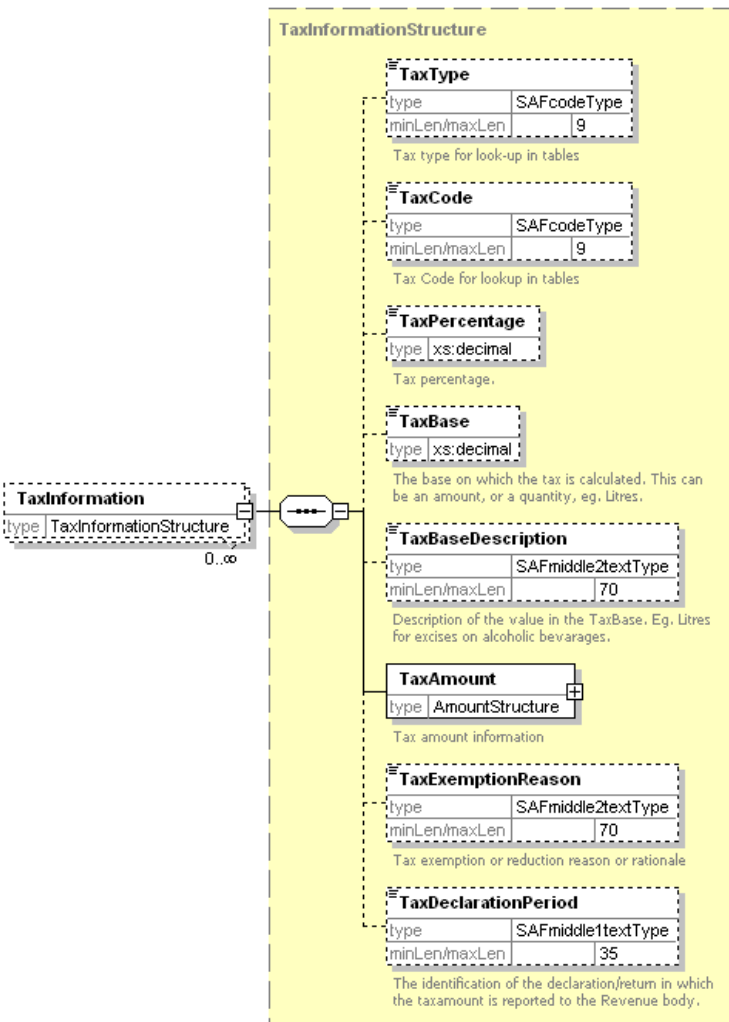 TaxInformationStructure
TaxType
type SAFcodeType
minLen/maxLen 9
Tax type for look-up in tables
TaxCode
type SAFcodeType
minLen/maxLen 9
Tax Code for lookup in tables
TaxPercentage
type xs:decimal
Tax percentage.
TaxBase
type xs:decimal
The base on which the tax is calculated. This can
be an amount, or a quantity, eg. Litres.
TaxInformation
type TaxInformationStructure
0..∞
TaxBaseDescription
type SAFmiddle2textType
minLen/maxLen 70
Description of the value in the TaxBase. Eg. Litres
for excises on alcoholic bevarages.
TaxAmount
type AmountStructure
Tax amount information
TaxExemptionReason
type SAFmiddle2textType
minLen/maxLen 70
Tax exemption or reduction reason or rationale
TaxDeclarationPeriod
type SAFmiddle1textType
minLen/maxLen 35
The identification of the declaration/return in which
the taxamount is reported to the Revenue body.